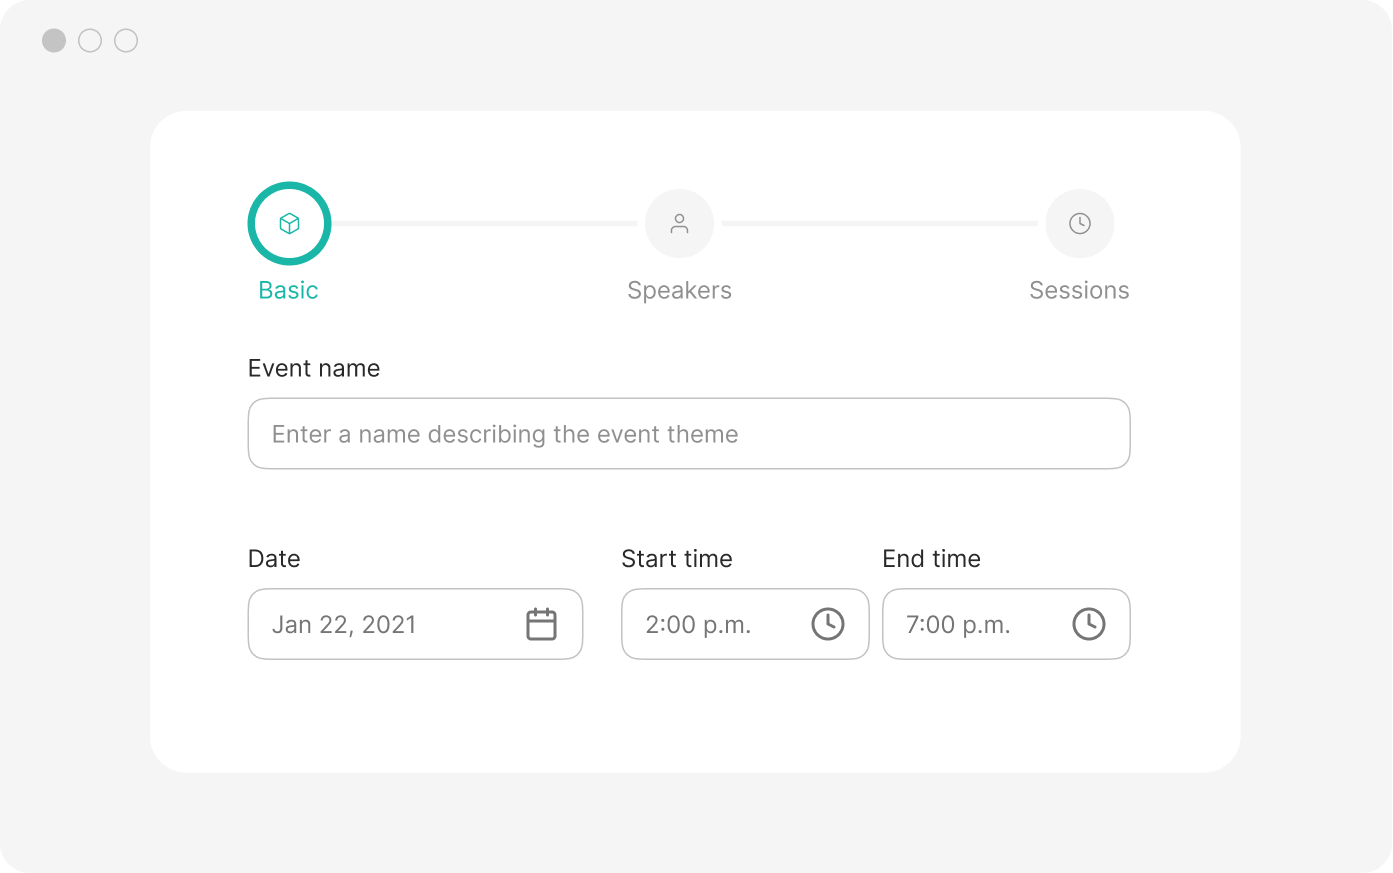 Basic
Speakers
Sessions
Event name
Enter a name describing the event theme
Date
Start time
End time
Jan 22, 2021
2:00 p.m.
7:00 p.m.